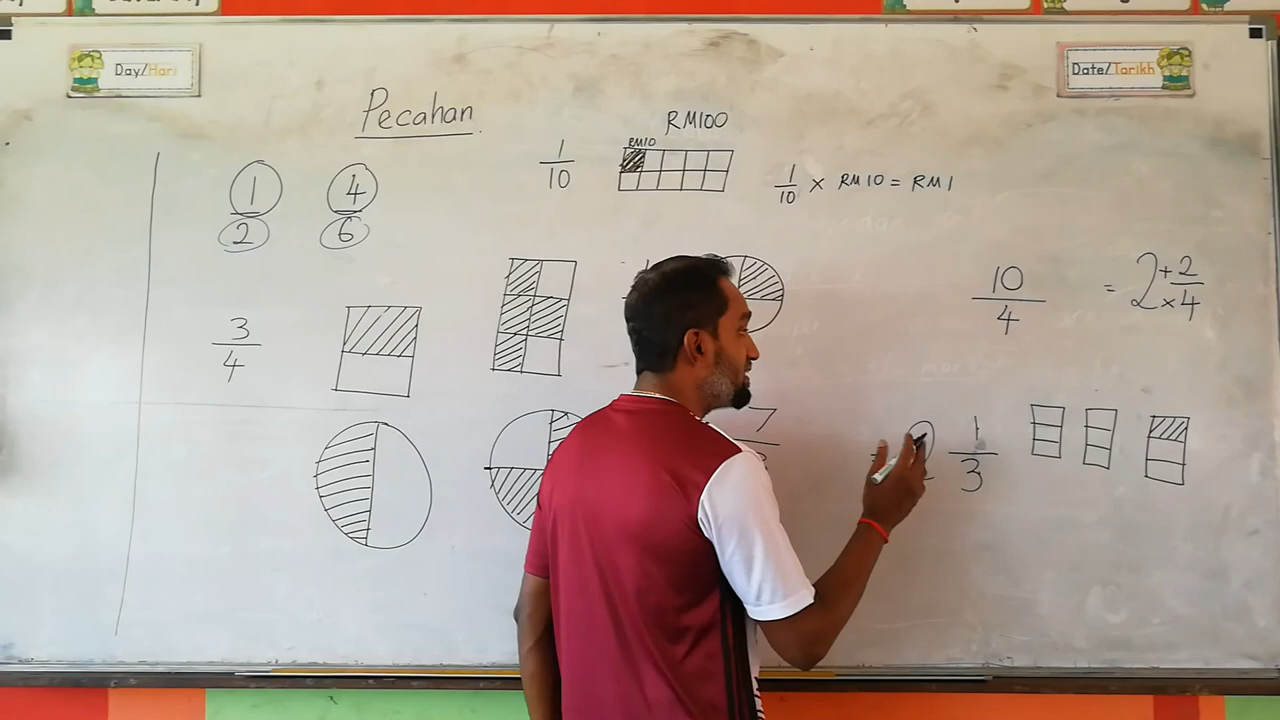 Day/Hari
Date/Tarikh
Pecahan
1/10
RM100
RM10
1/10 × RM10 = RM1
1/2
4/6
3/4
10/4 = 2 +2/×4
1/3